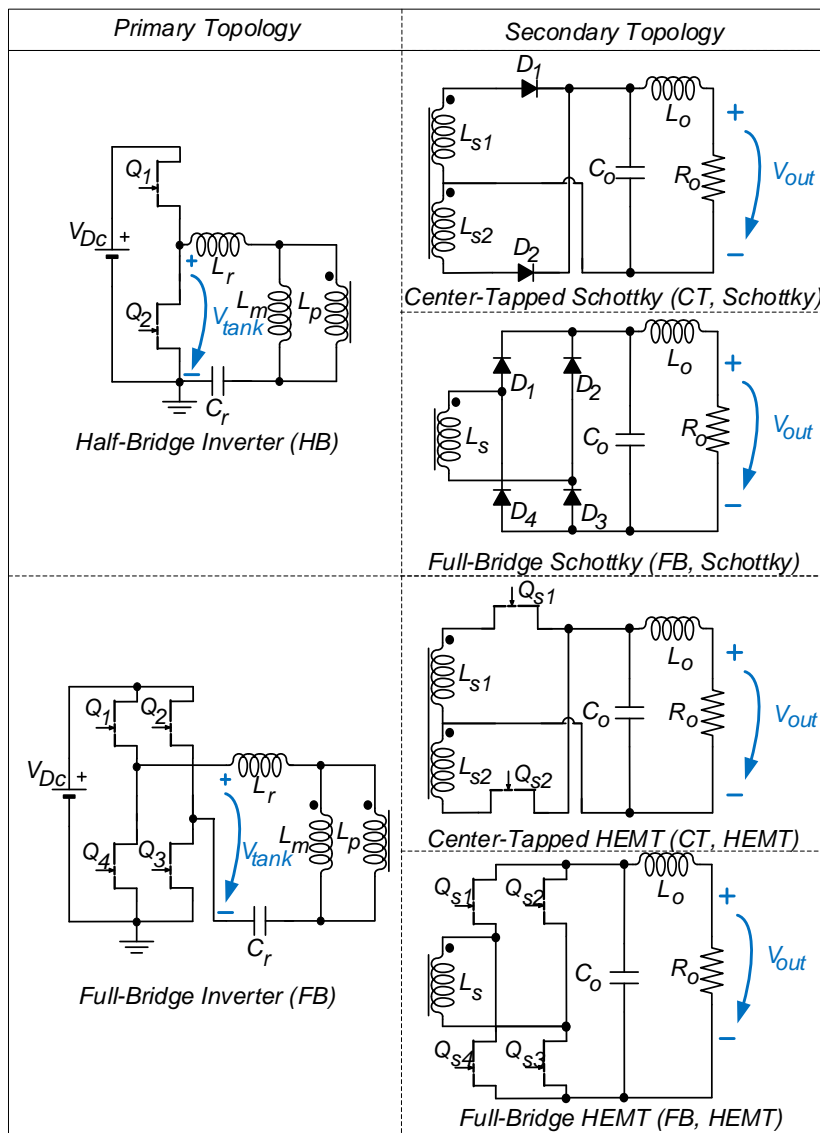 Primary Topology
Secondary Topology
Q1
VDc
+
Q2
+
Vtank
−
Lr
Lm
Lp
Cr
Half-Bridge Inverter (HB)
D1
Ls1
Ls2
D2
Co
Lo
Ro
+
Vout
−
Center-Tapped Schottky (CT, Schottky)
D1
D2
Ls
D4
D3
Co
Lo
Ro
+
Vout
−
Full-Bridge Schottky (FB, Schottky)
Q1
Q2
VDc
+
Q4
Q3
+
Vtank
−
Lr
Lm
Lp
Cr
Full-Bridge Inverter (FB)
Qs1
Ls1
Ls2
Qs2
Co
Lo
Ro
+
Vout
−
Center-Tapped HEMT (CT, HEMT)
Qs1
Qs2
Ls
Qs4
Qs3
Co
Lo
Ro
+
Vout
−
Full-Bridge HEMT (FB, HEMT)